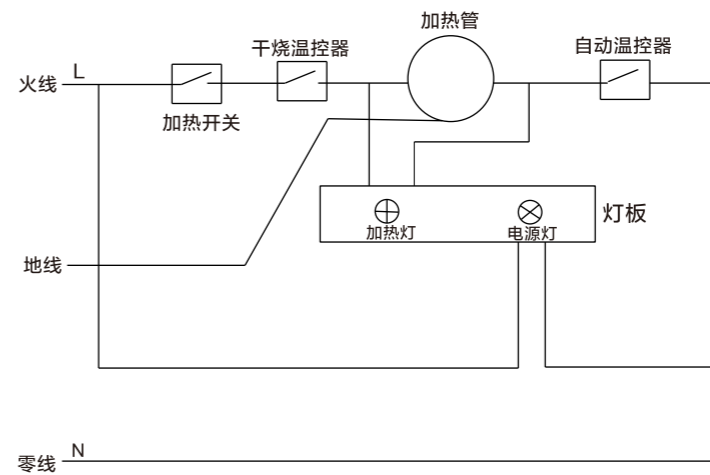 加热管
干烧温控器
自动温控器
火线 L
加热开关
灯板
加热灯
电源灯
地线
零线 N